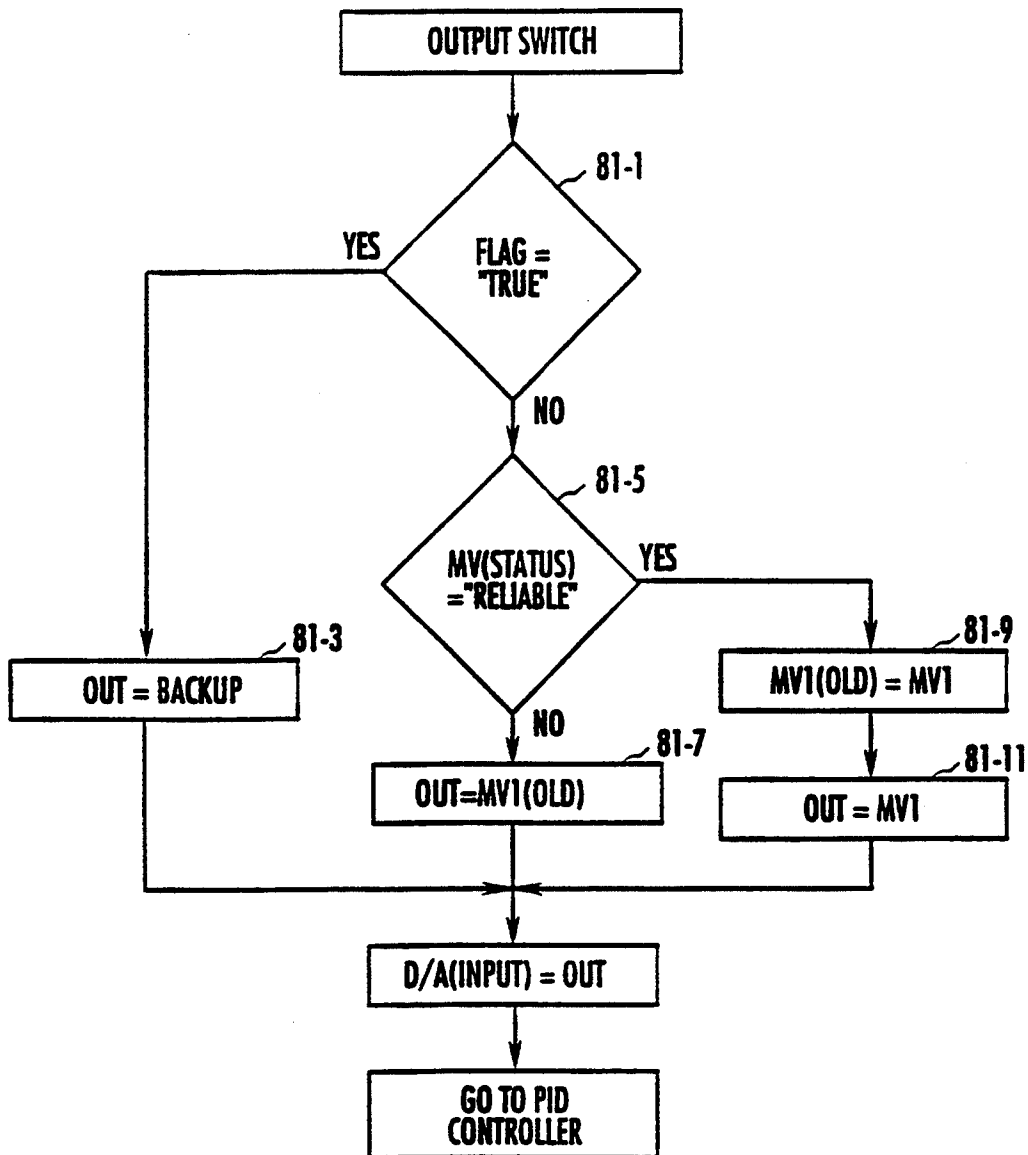 OUTPUT SWITCH
81-1
YES
FLAG =
"TRUE"
NO
81-5
MV(STATUS)
="RELIABLE"
YES
81-3
OUT = BACKUP
81-9
MV1(OLD) = MV1
NO
81-7
OUT=MV1(OLD)
81-11
OUT = MV1
D/A(INPUT) = OUT
GO TO PID
CONTROLLER